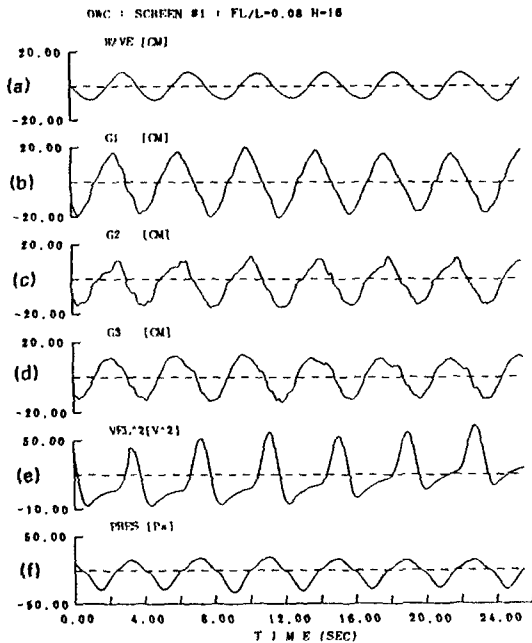 OWC : SCREEN #1 : FL/L-0.08 H-16
WAVE [CM]
20.00
(a)
-20.00
G1 [CM]
20.00
(b)
-20.00
G2 [CM]
20.00
(c)
-20.00
G3 [CM]
20.00
(d)
-20.00
VEL^2[V^2]
50.00
(e)
-10.00
PRES [Pa]
50.00
(f)
-50.00
0.00 4.00 8.00 12.00 16.00 20.00 24.00
T I M E (SEC)